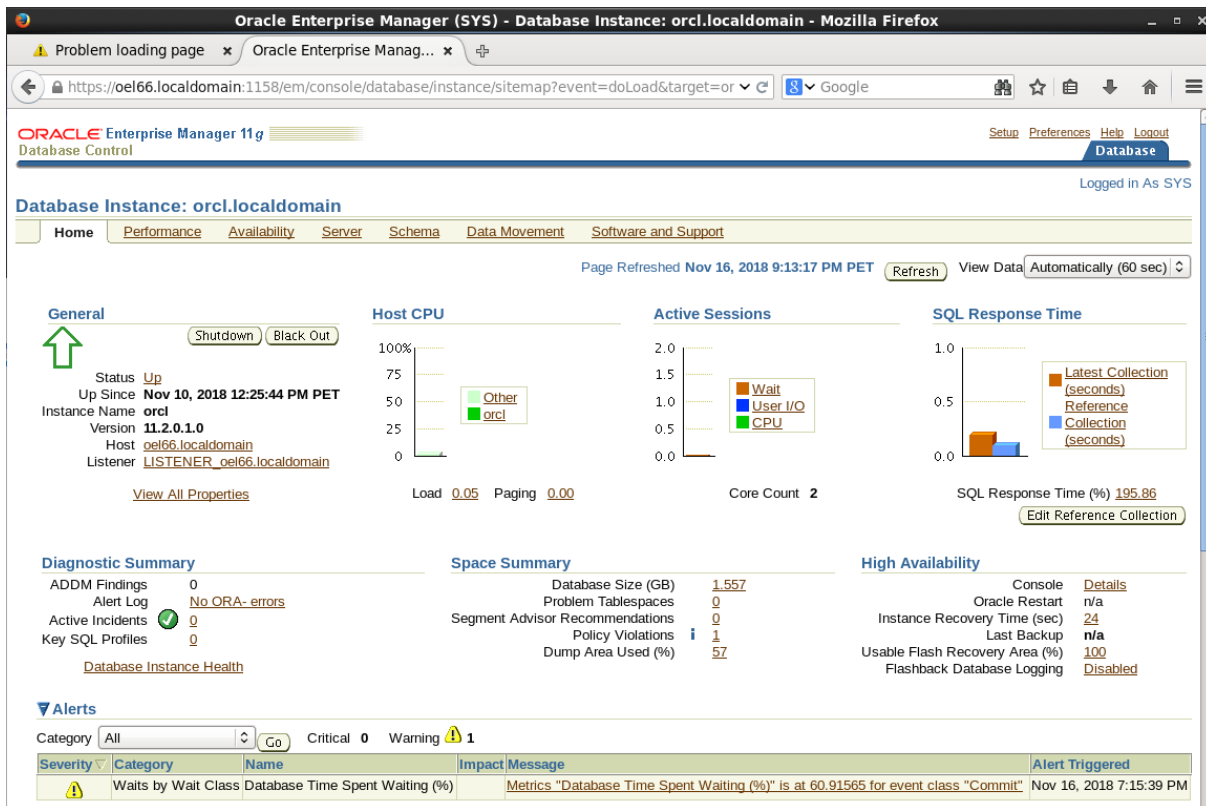 Oracle Enterprise Manager (SYS) - Database Instance: orcl.localdomain - Mozilla Firefox
Problem loading page
Oracle Enterprise Manag...
https://oel66.localdomain:1158/em/console/database/instance/sitemap?event=doLoad&target=or
Google
ORACLE Enterprise Manager 11g
Database Control
Setup Preferences Help Logout
Database
Logged in As SYS
Database Instance: orcl.localdomain
Home Performance Availability Server Schema Data Movement Software and Support
Page Refreshed Nov 16, 2018 9:13:17 PM PET Refresh View Data Automatically (60 sec)
General
Shutdown Black Out
Status Up
Up Since Nov 10, 2018 12:25:44 PM PET
Instance Name orcl
Version 11.2.0.1.0
Host oel66.localdomain
Listener LISTENER_oel66.localdomain
View All Properties
Host CPU
100%
75
50
25
0
Other
orcl
Load 0.05 Paging 0.00
Active Sessions
2.0
1.5
1.0
0.5
0.0
Wait
User I/O
CPU
Core Count 2
SQL Response Time
1.0
0.5
0.0
Latest Collection
(seconds)
Reference
Collection
(seconds)
SQL Response Time (%) 195.86
Edit Reference Collection
Diagnostic Summary
ADDM Findings 0
Alert Log No ORA- errors
Active Incidents 0
Key SQL Profiles 0
Database Instance Health
Space Summary
Database Size (GB) 1.557
Problem Tablespaces 0
Segment Advisor Recommendations 0
Policy Violations i 1
Dump Area Used (%) 57
High Availability
Console Details
Oracle Restart n/a
Instance Recovery Time (sec) 24
Last Backup n/a
Usable Flash Recovery Area (%) 100
Flashback Database Logging Disabled
Alerts
Category All Go Critical 0 Warning 1
Severity Category Name Impact Message Alert Triggered
Waits by Wait Class Database Time Spent Waiting (%) Metrics "Database Time Spent Waiting (%)" is at 60.91565 for event class "Commit" Nov 16, 2018 7:15:39 PM